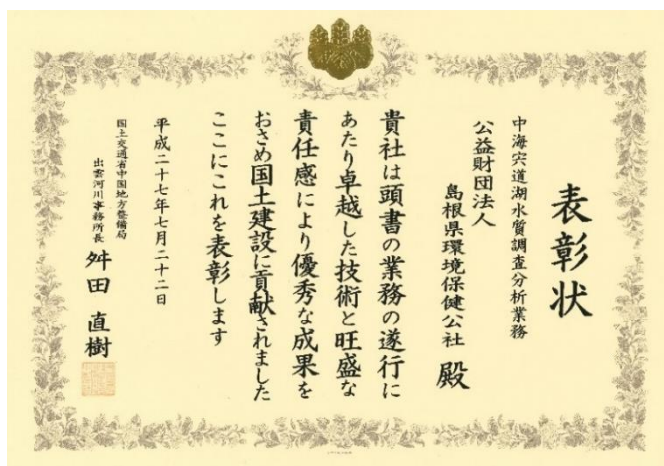 表彰状
中海宍道湖水質調査分析業務
公益財団法人
島根県環境保健公社 殿
貴社は頭書の業務の遂行に
あたり卓越した技術と旺盛な
責任感により優秀な成果を
おさめ国土建設に貢献されました
ここにこれを表彰します
平成二十七年七月二十二日
国土交通省中国地方整備局
出雲河川事務所長 舛田直樹